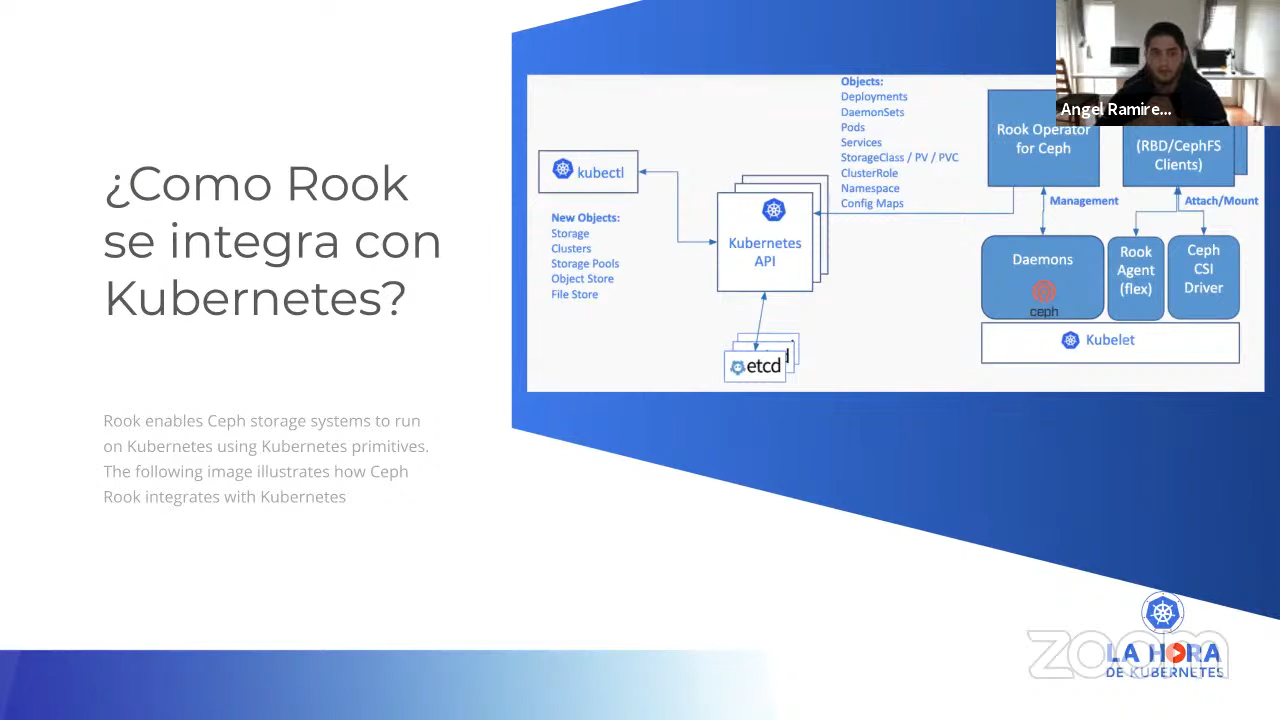 ¿Como Rook
se integra con
Kubernetes?
Rook enables Ceph storage systems to run
on Kubernetes using Kubernetes primitives.
The following image illustrates how Ceph
Rook integrates with Kubernetes
kubectl
New Objects:
Storage
Clusters
Storage Pools
Object Store
File Store
Kubernetes
API
etcd
Objects:
Deployments
DaemonSets
Pods
Services
StorageClass / PV / PVC
ClusterRole
Namespace
Config Maps
Rook Operator
for Ceph
(RBD/CephFS
Clients)
Management
Attach/Mount
Daemons
ceph
Rook
Agent
(flex)
Ceph
CSI
Driver
Kubelet
Angel Ramire...
zoom
LA HORA
DE KUBERNETES